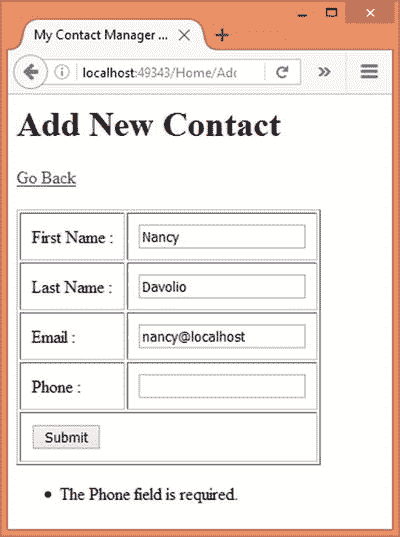 My Contact Manager ...
localhost:49343/Home/Add
Add New Contact
Go Back
First Name : Nancy
Last Name : Davolio
Email : nancy@localhost
Phone :
Submit
The Phone field is required.